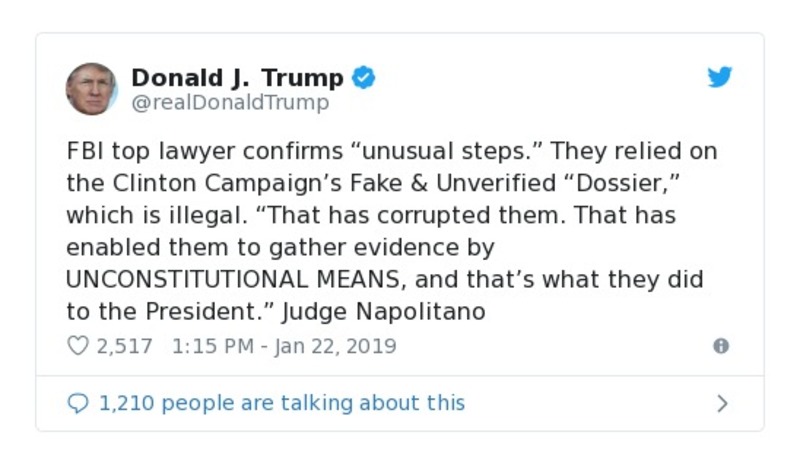 Donald J. Trump
@realDonaldTrump
FBI top lawyer confirms “unusual steps.” They relied on
the Clinton Campaign’s Fake & Unverified “Dossier,”
which is illegal. “That has corrupted them. That has
enabled them to gather evidence by
UNCONSTITUTIONAL MEANS, and that’s what they did
to the President.” Judge Napolitano
2,517 1:15 PM - Jan 22, 2019
1,210 people are talking about this